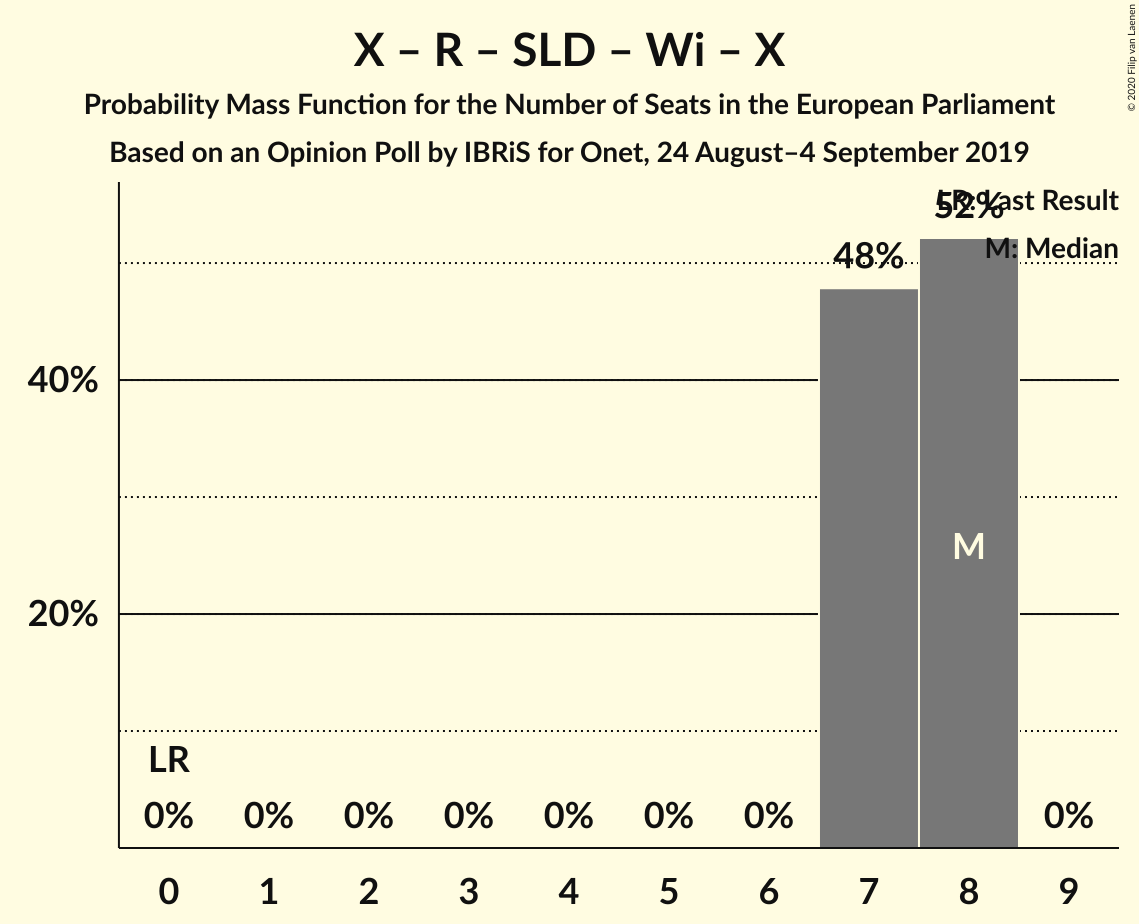 X – R – SLD – Wi – X
Probability Mass Function for the Number of Seats in the European Parliament
Based on an Opinion Poll by IBRiS for Onet, 24 August–4 September 2019
© 2020 Filip van Laenen
LR: Last Result
M: Median
52%
48%
40%
20%
M
LR
0% 0% 0% 0% 0% 0% 0% 0%
0 1 2 3 4 5 6 7 8 9